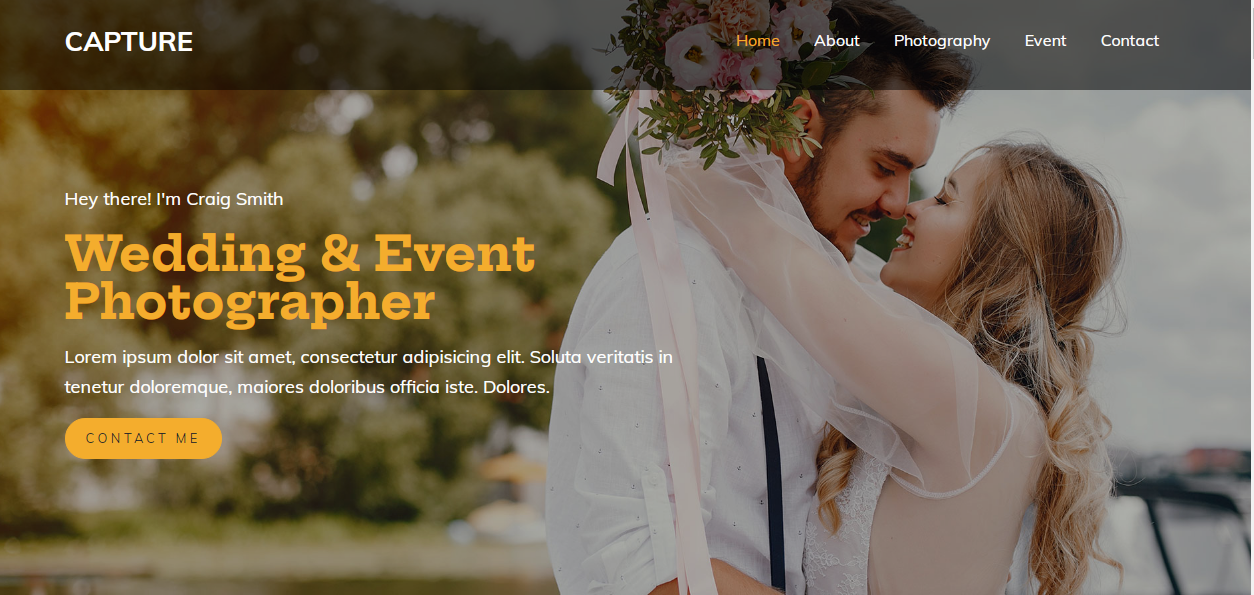 CAPTURE
Home About Photography Event Contact
Hey there! I'm Craig Smith
Wedding & Event
Photographer
Lorem ipsum dolor sit amet, consectetur adipisicing elit. Soluta veritatis in
tenetur doloremque, maiores doloribus officia iste. Dolores.
CONTACT ME